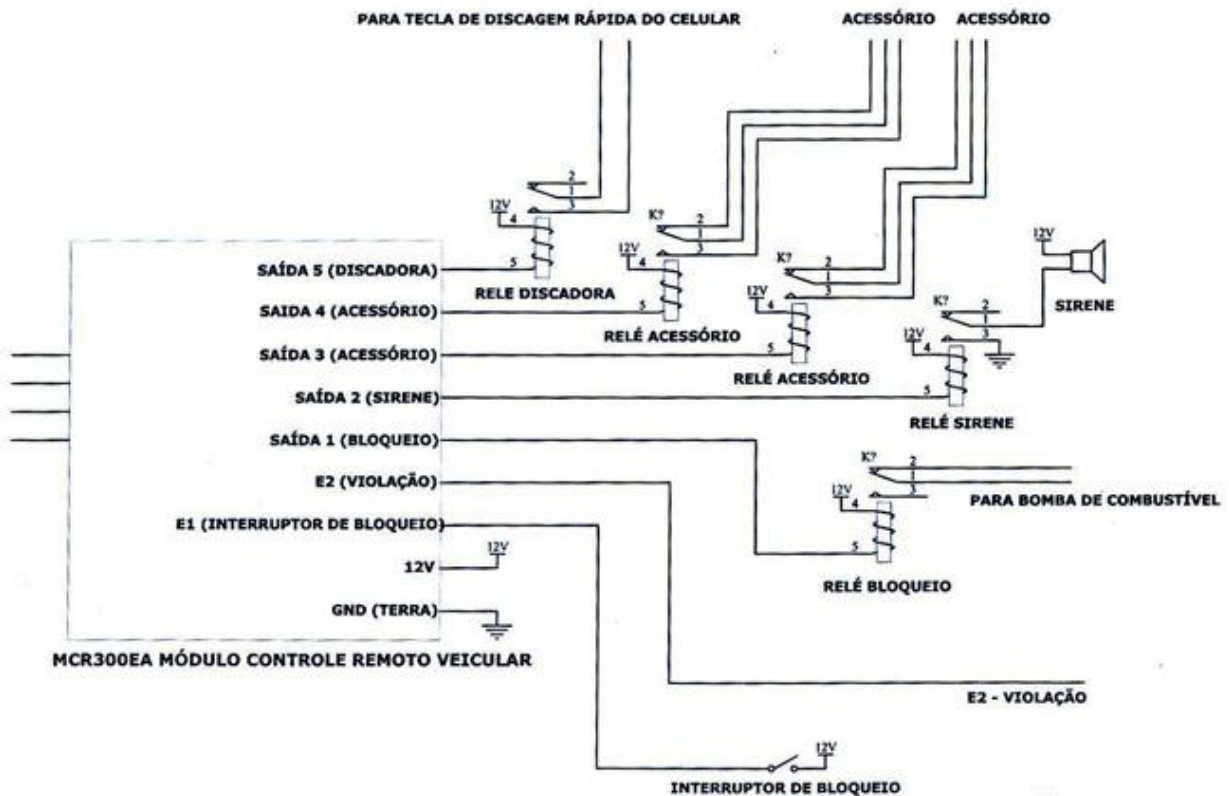 PARA TECLA DE DISCAGEM RÁPIDA DO CELULAR
ACESSÓRIO
ACESSÓRIO
2
1
3
12V
4
5
RELE DISCADORA
K?
2
1
3
12V
4
5
RELÉ ACESSÓRIO
K?
2
1
3
12V
4
5
RELÉ ACESSÓRIO
12V
SIRENE
K?
2
1
3
12V
4
5
RELÉ SIRENE
K?
2
1
3
12V
4
5
RELÉ BLOQUEIO
PARA BOMBA DE COMBUSTÍVEL
SAÍDA 5 (DISCADORA)
SAIDA 4 (ACESSÓRIO)
SAÍDA 3 (ACESSÓRIO)
SAÍDA 2 (SIRENE)
SAÍDA 1 (BLOQUEIO)
E2 (VIOLAÇÃO)
E1 (INTERRUPTOR DE BLOQUEIO)
12V
12V
GND (TERRA)
MCR300EA MÓDULO CONTROLE REMOTO VEICULAR
E2 - VIOLAÇÃO
12V
INTERRUPTOR DE BLOQUEIO